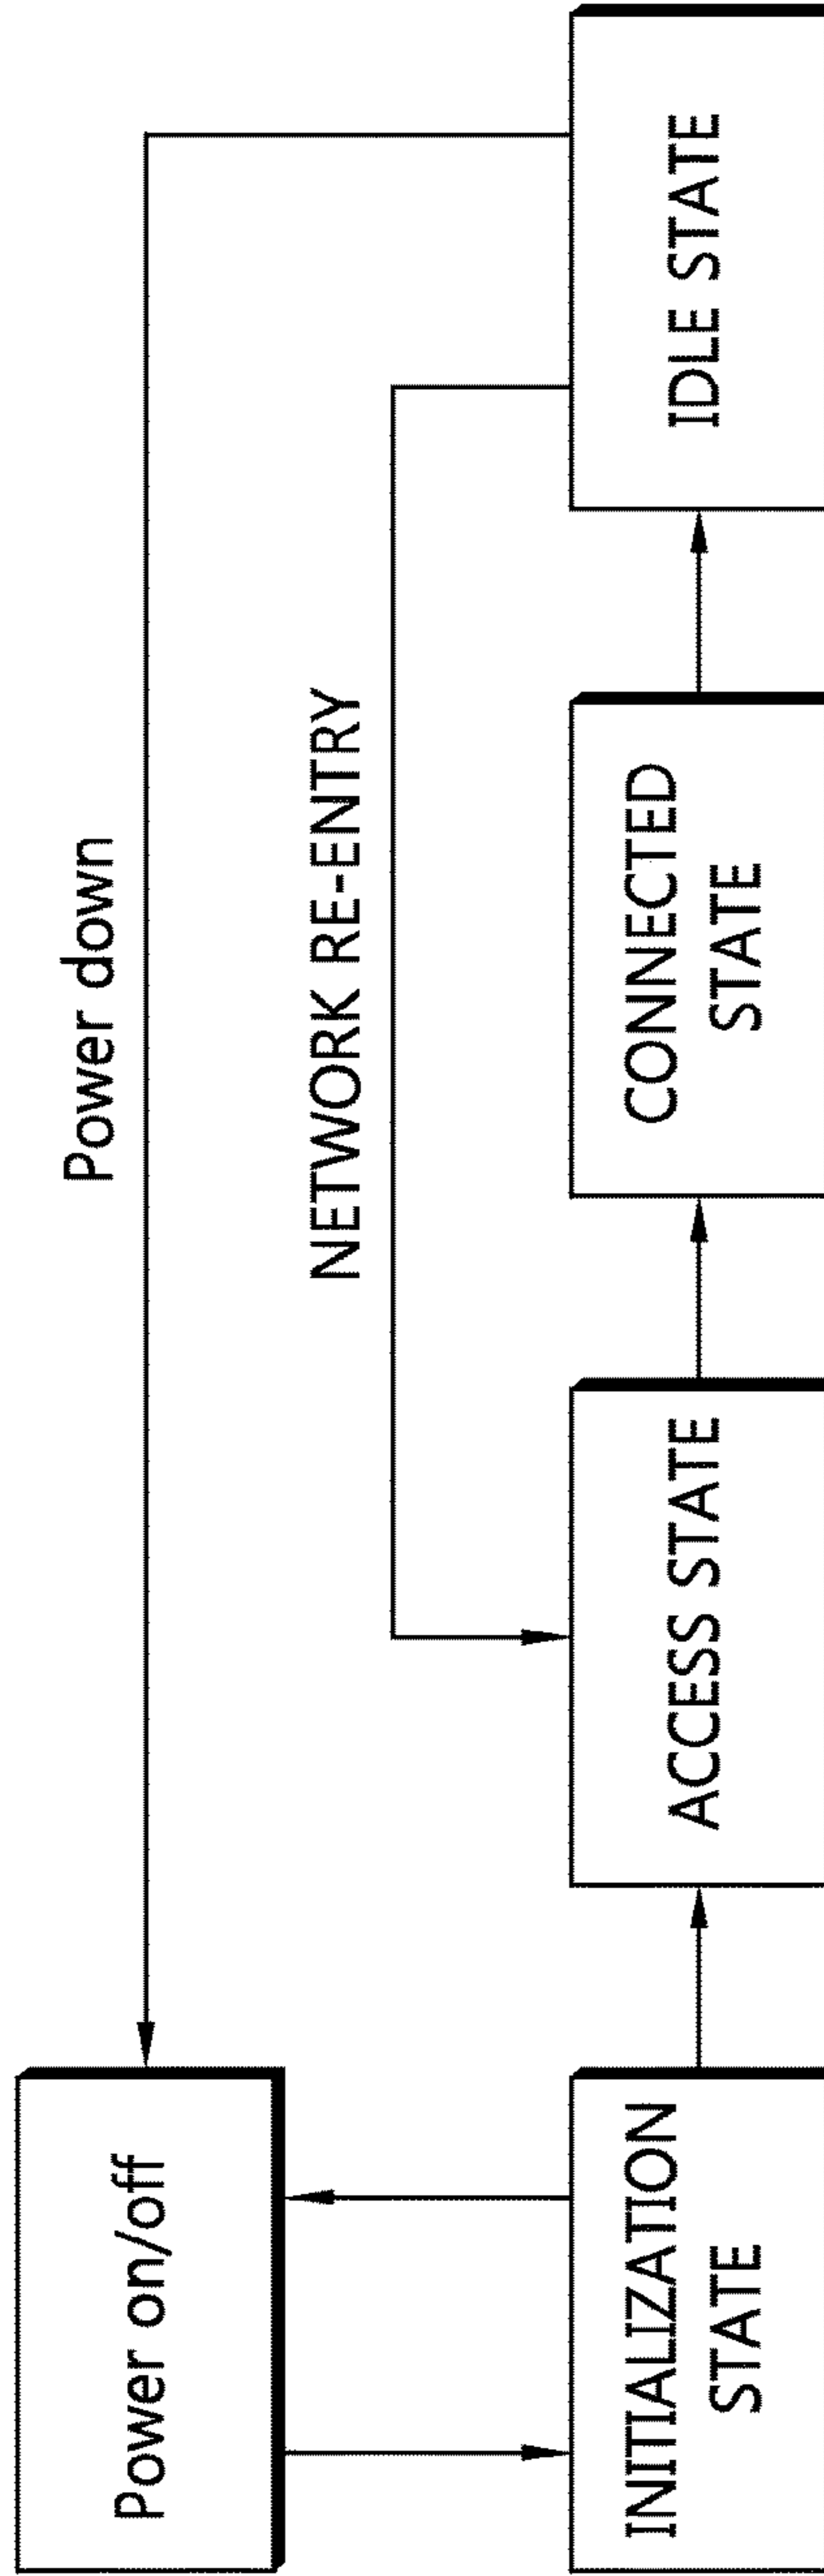 Power down
NETWORK RE-ENTRY
Power on/off
INITIALIZATION
STATE
ACCESS STATE
CONNECTED
STATE
IDLE STATE